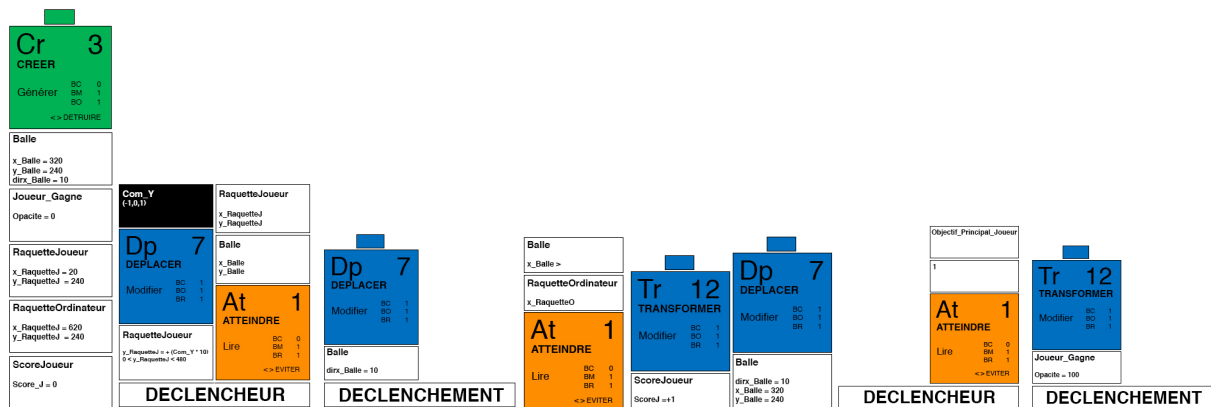 Cr 3
CREER
Générer
BC 0
BM 1
BO 1
< > DETRUIRE
Balle
x_Balle = 320
y_Balle = 240
dirx_Balle = 10
Joueur_Gagne
Opacite = 0
RaquetteJoueur
x_RaquetteJ = 20
y_RaquetteJ = 240
RaquetteOrdinateur
x_RaquetteJ = 620
y_RaquetteJ = 240
ScoreJoueur
Score_J = 0
Com_Y
(-1,0,1)
Dp 7
DEPLACER
Modifier
BC 1
BO 1
BR 1
RaquetteJoueur
y_RaquetteJ = + (Com_Y * 10)
0 < y_RaquetteJ < 480
RaquetteJoueur
x_RaquetteJ
y_RaquetteJ
Balle
x_Balle
y_Balle
At 1
ATTEINDRE
Lire
BC 0
BM 1
BR 1
< > EVITER
DECLENCHEUR
Dp 7
DEPLACER
Modifier
BC 1
BO 1
BR 1
Balle
dirx_Balle = 10
DECLENCHEMENT
Balle
x_Balle >
RaquetteOrdinateur
x_RaquetteO
At 1
ATTEINDRE
Lire
BC 0
BM 1
BR 1
< > EVITER
Tr 12
TRANSFORMER
Modifier
BC 1
BO 1
BR 1
ScoreJoueur
ScoreJ =+1
Dp 7
DEPLACER
Modifier
BC 1
BO 1
BR 1
Balle
dirx_Balle = 10
x_Balle = 320
y_Balle = 240
Objectif_Principal_Joueur
1
At 1
ATTEINDRE
Lire
BC 0
BM 1
BR 1
< > EVITER
DECLENCHEUR
Tr 12
TRANSFORMER
Modifier
BC 1
BO 1
BR 1
Joueur_Gagne
Opacite = 100
DECLENCHEMENT